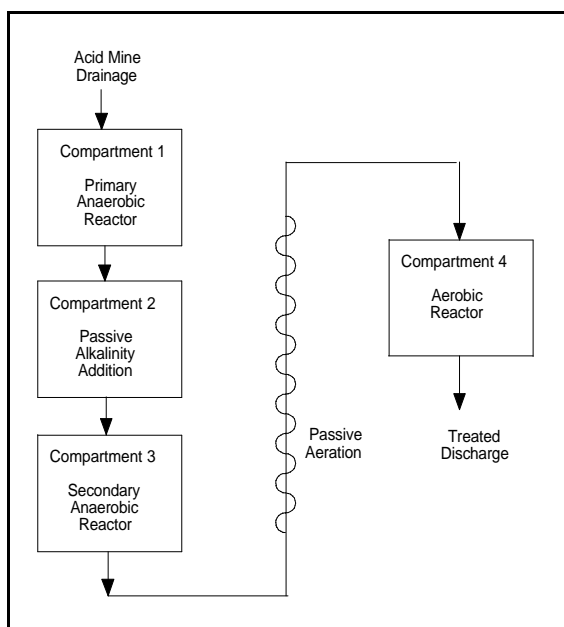 Acid Mine
Drainage
Compartment 1
Primary
Anaerobic
Reactor
Compartment 2
Passive
Alkalinity
Addition
Compartment 3
Secondary
Anaerobic
Reactor
Passive
Aeration
Compartment 4
Aerobic
Reactor
Treated
Discharge